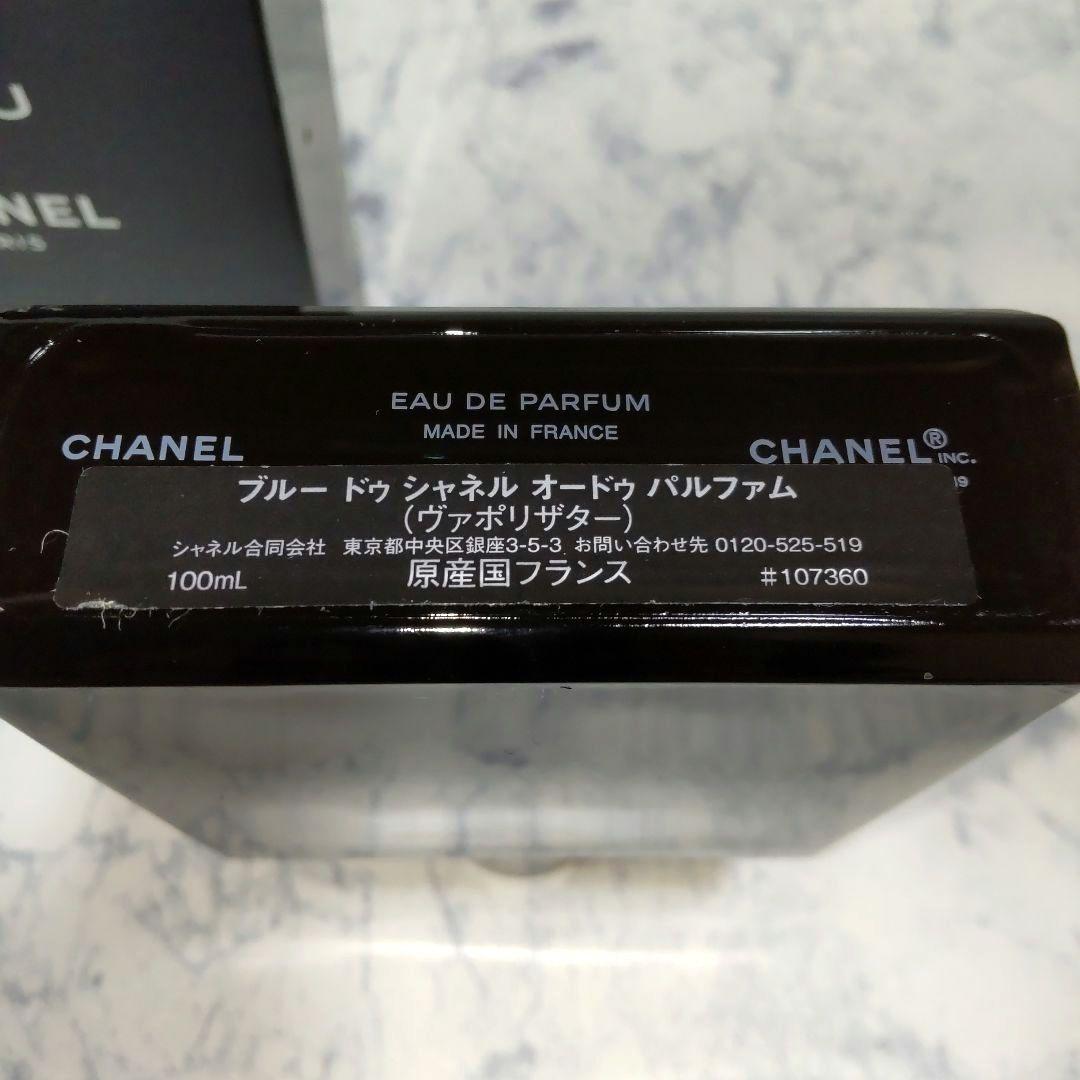 EAU DE PARFUM
MADE IN FRANCE
CHANEL
CHANEL®
INC.
ブルー ドゥ シャネル オードゥ パルファム
(ヴァポリザター)
シャネル合同会社 東京都中央区銀座3-5-3 お問い合わせ先 0120-525-519
100mL 原産国フランス #107360